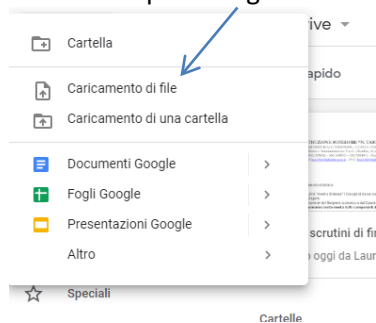 ive
Cartella
apido
Caricamento di file
Caricamento di una cartella
Documenti Google
Fogli Google
Presentazioni Google
scrutini di fi
Altro
oggi da Laur
Speciali
Cartelle